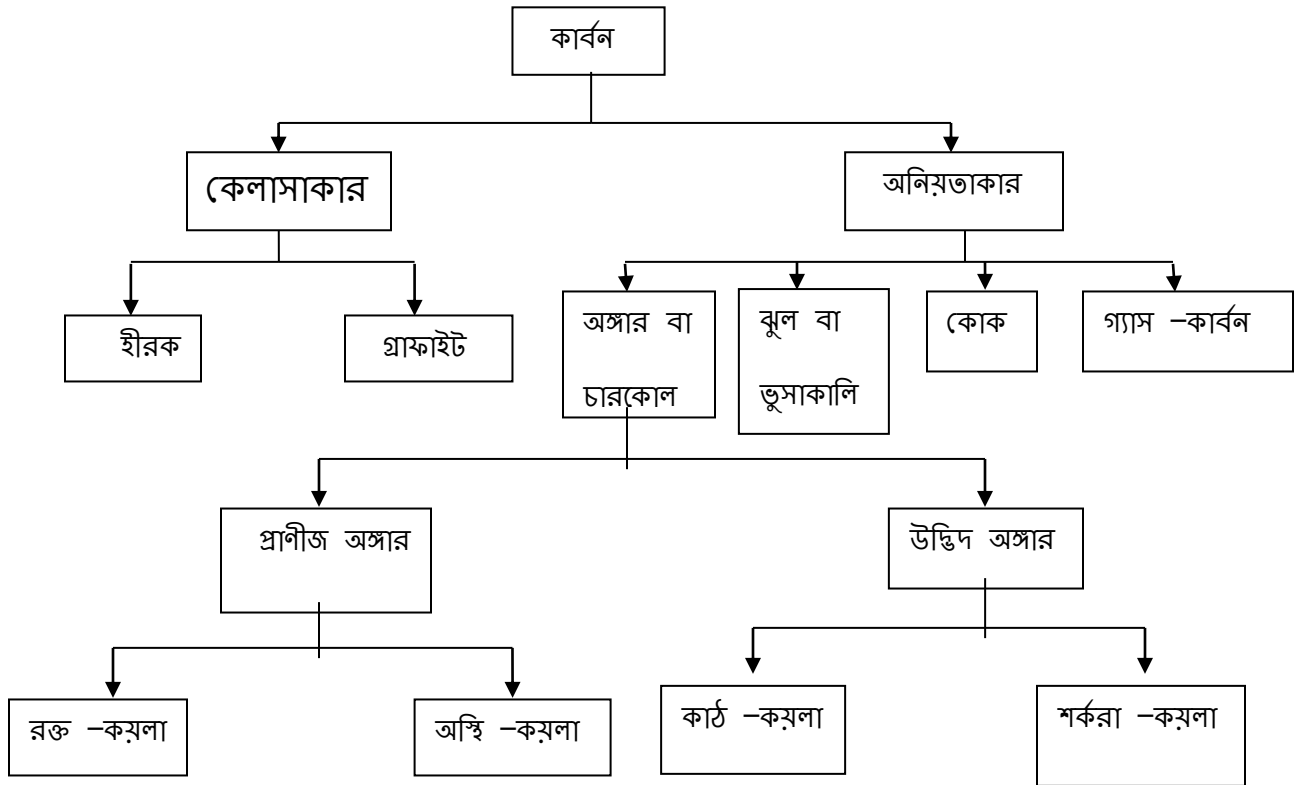 কার্বন
কেলাসাকার
অনিয়তাকার
হীরক
গ্রাফাইট
অঙ্গার বা
চারকোল
ঝুল বা
ভুসাকালি
কোক
গ্যাস –কার্বন
প্রাণীজ অঙ্গার
উদ্ভিদ অঙ্গার
রক্ত –কয়লা
অস্থি –কয়লা
কাঠ –কয়লা
শর্করা –কয়লা